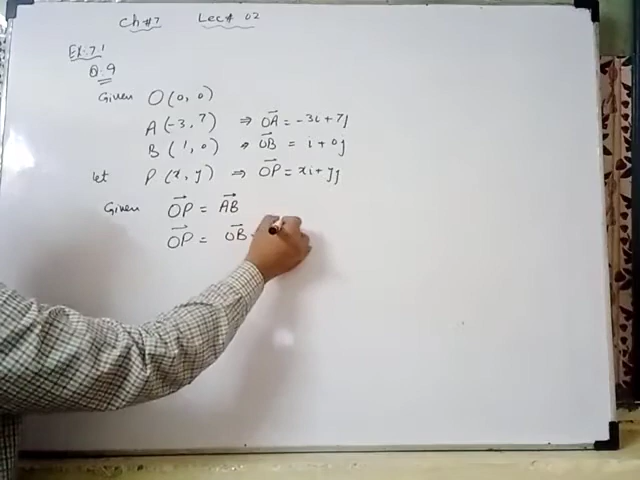 Ch#7 Lec# 02
Ex. 7.1
Q.9
Given O(0, 0)
A(-3, 7) ⇒ OA = -3i+7j
B(1, 0) ⇒ OB = i+0j
let P(x, y) ⇒ OP = xi+yj
Given OP = AB
OP = OB -